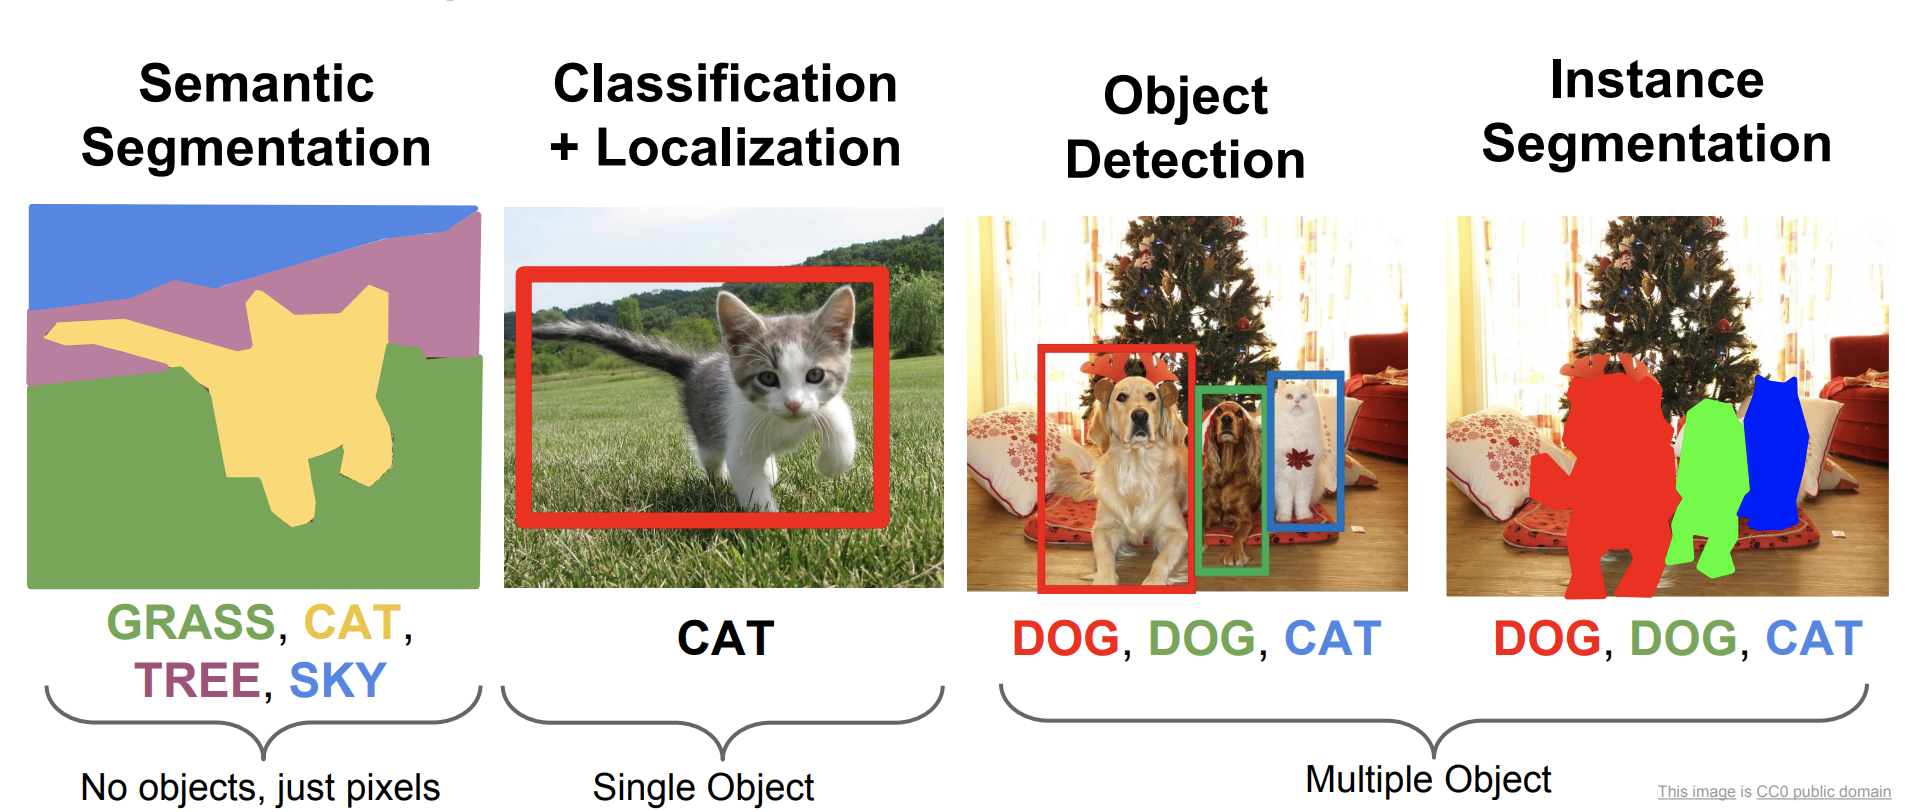 Semantic
Segmentation
Classification
+ Localization
Object
Detection
Instance
Segmentation
GRASS, CAT,
TREE, SKY
CAT
DOG, DOG, CAT
DOG, DOG, CAT
No objects, just pixels
Single Object
Multiple Object
This image is CC0 public domain